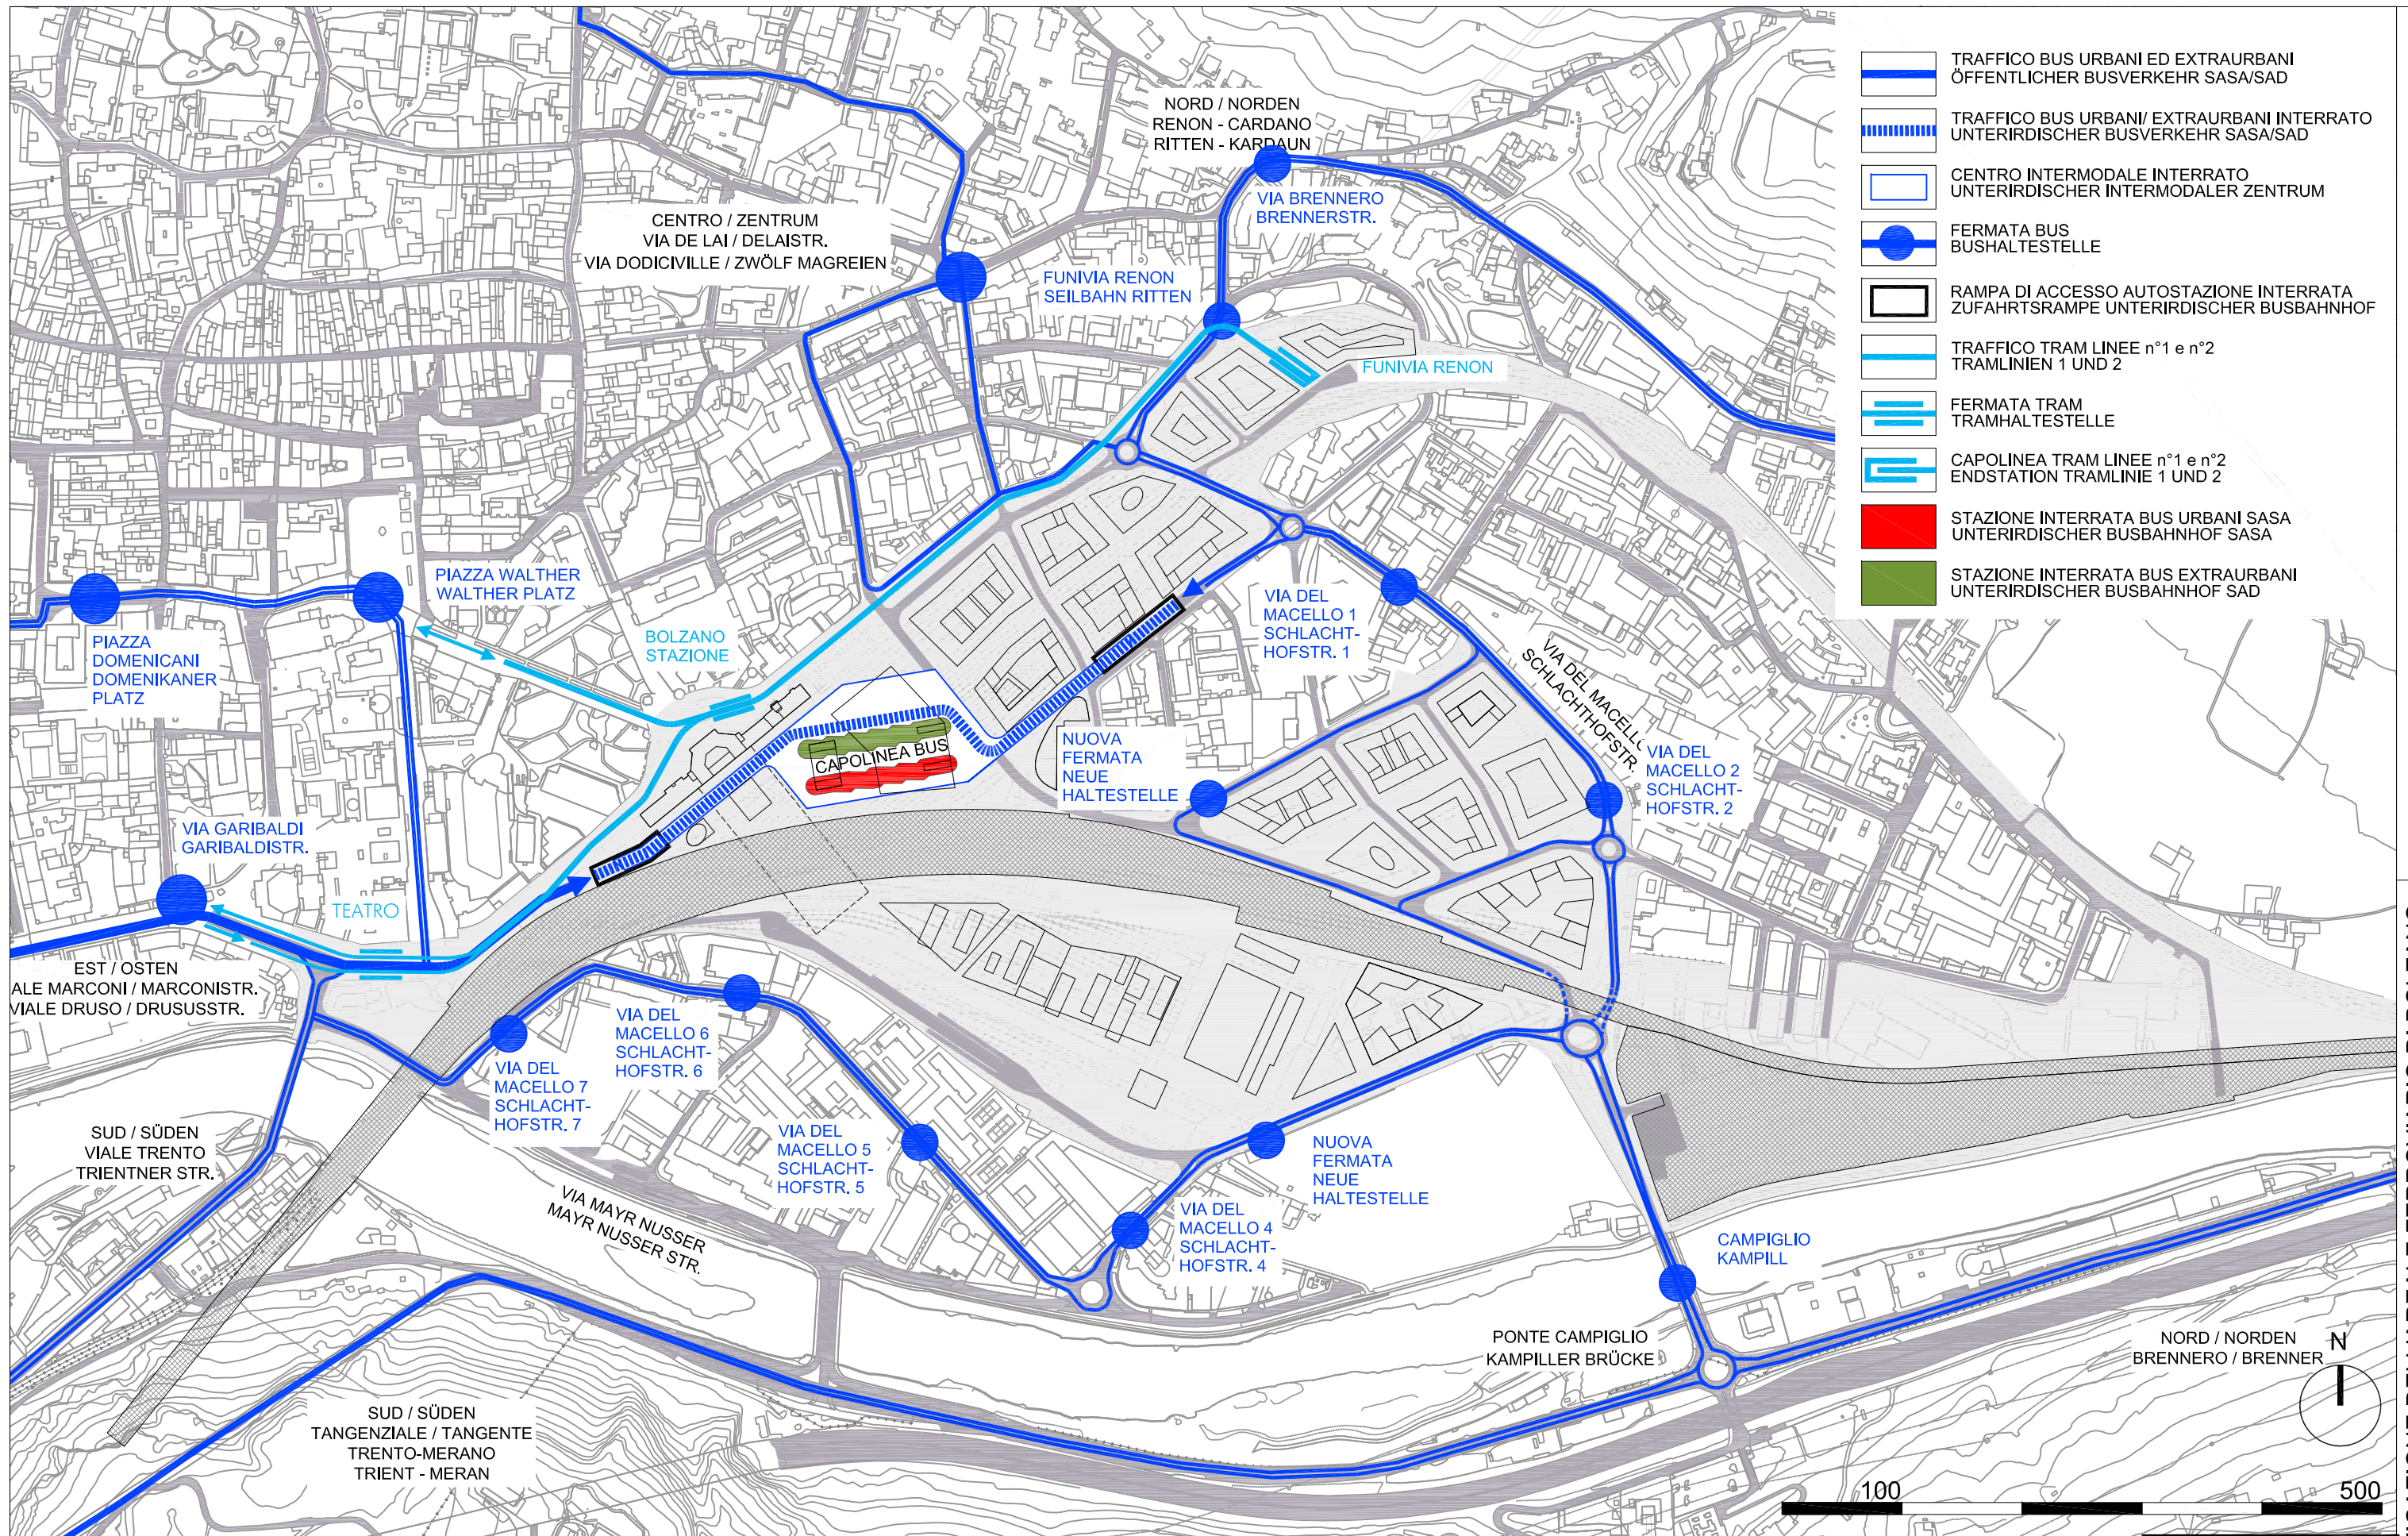 TRAFFICO BUS URBANI ED EXTRAURBANI
ÖFFENTLICHER BUSVERKEHR SASA/SAD
TRAFFICO BUS URBANI/ EXTRAURBANI INTERRATO
UNTERIRDISCHER BUSVERKEHR SASA/SAD
CENTRO INTERMODALE INTERRATO
UNTERIRDISCHER INTERMODALER ZENTRUM
FERMATA BUS
BUSHALTESTELLE
RAMPA DI ACCESSO AUTOSTAZIONE INTERRATA
ZUFAHRTSRAMPE UNTERIRDISCHER BUSBAHNHOF
TRAFFICO TRAM LINEE n°1 e n°2
TRAMLINIEN 1 UND 2
FERMATA TRAM
TRAMHALTESTELLE
CAPOLINEA TRAM LINEE n°1 e n°2
ENDSTATION TRAMLINIE 1 UND 2
STAZIONE INTERRATA BUS URBANI SASA
UNTERIRDISCHER BUSBAHNHOF SASA
STAZIONE INTERRATA BUS EXTRAURBANI
UNTERIRDISCHER BUSBAHNHOF SAD
NORD / NORDEN
RENON - CARDANO
RITTEN - KARDAUN
VIA BRENNERO
BRENNERSTR.
CENTRO / ZENTRUM
VIA DE LAI / DELAISTR.
VIA DODICIVILLE / ZWÖLF MAGREIEN
FUNIVIA RENON
SEILBAHN RITTEN
FUNIVIA RENON
PIAZZA WALTHER
WALTHER PLATZ
PIAZZA
DOMENICANI
DOMENIKANER
PLATZ
BOLZANO
STAZIONE
VIA DEL
MACELLO 1
SCHLACHT-
HOFSTR. 1
VIA DEL MACELLO
SCHLACHTHOFSTR.
CAPOLINEA BUS
NUOVA
FERMATA
NEUE
HALTESTELLE
VIA DEL
MACELLO 2
SCHLACHT-
HOFSTR. 2
VIA GARIBALDI
GARIBALDISTR.
TEATRO
EST / OSTEN
ALE MARCONI / MARCONISTR.
VIALE DRUSO / DRUSUSSTR.
VIA DEL
MACELLO 6
SCHLACHT-
HOFSTR. 6
VIA DEL
MACELLO 7
SCHLACHT-
HOFSTR. 7
SUD / SÜDEN
VIALE TRENTO
TRIENTNER STR.
VIA DEL
MACELLO 5
SCHLACHT-
HOFSTR. 5
NUOVA
FERMATA
NEUE
HALTESTELLE
VIA MAYR NUSSER
MAYR NUSSER STR.
VIA DEL
MACELLO 4
SCHLACHT-
HOFSTR. 4
CAMPIGLIO
KAMPILL
PONTE CAMPIGLIO
KAMPILLER BRÜCKE
NORD / NORDEN
BRENNERO / BRENNER
N
SUD / SÜDEN
TANGENZIALE / TANGENTE
TRENTO-MERANO
TRIENT - MERAN
100
500